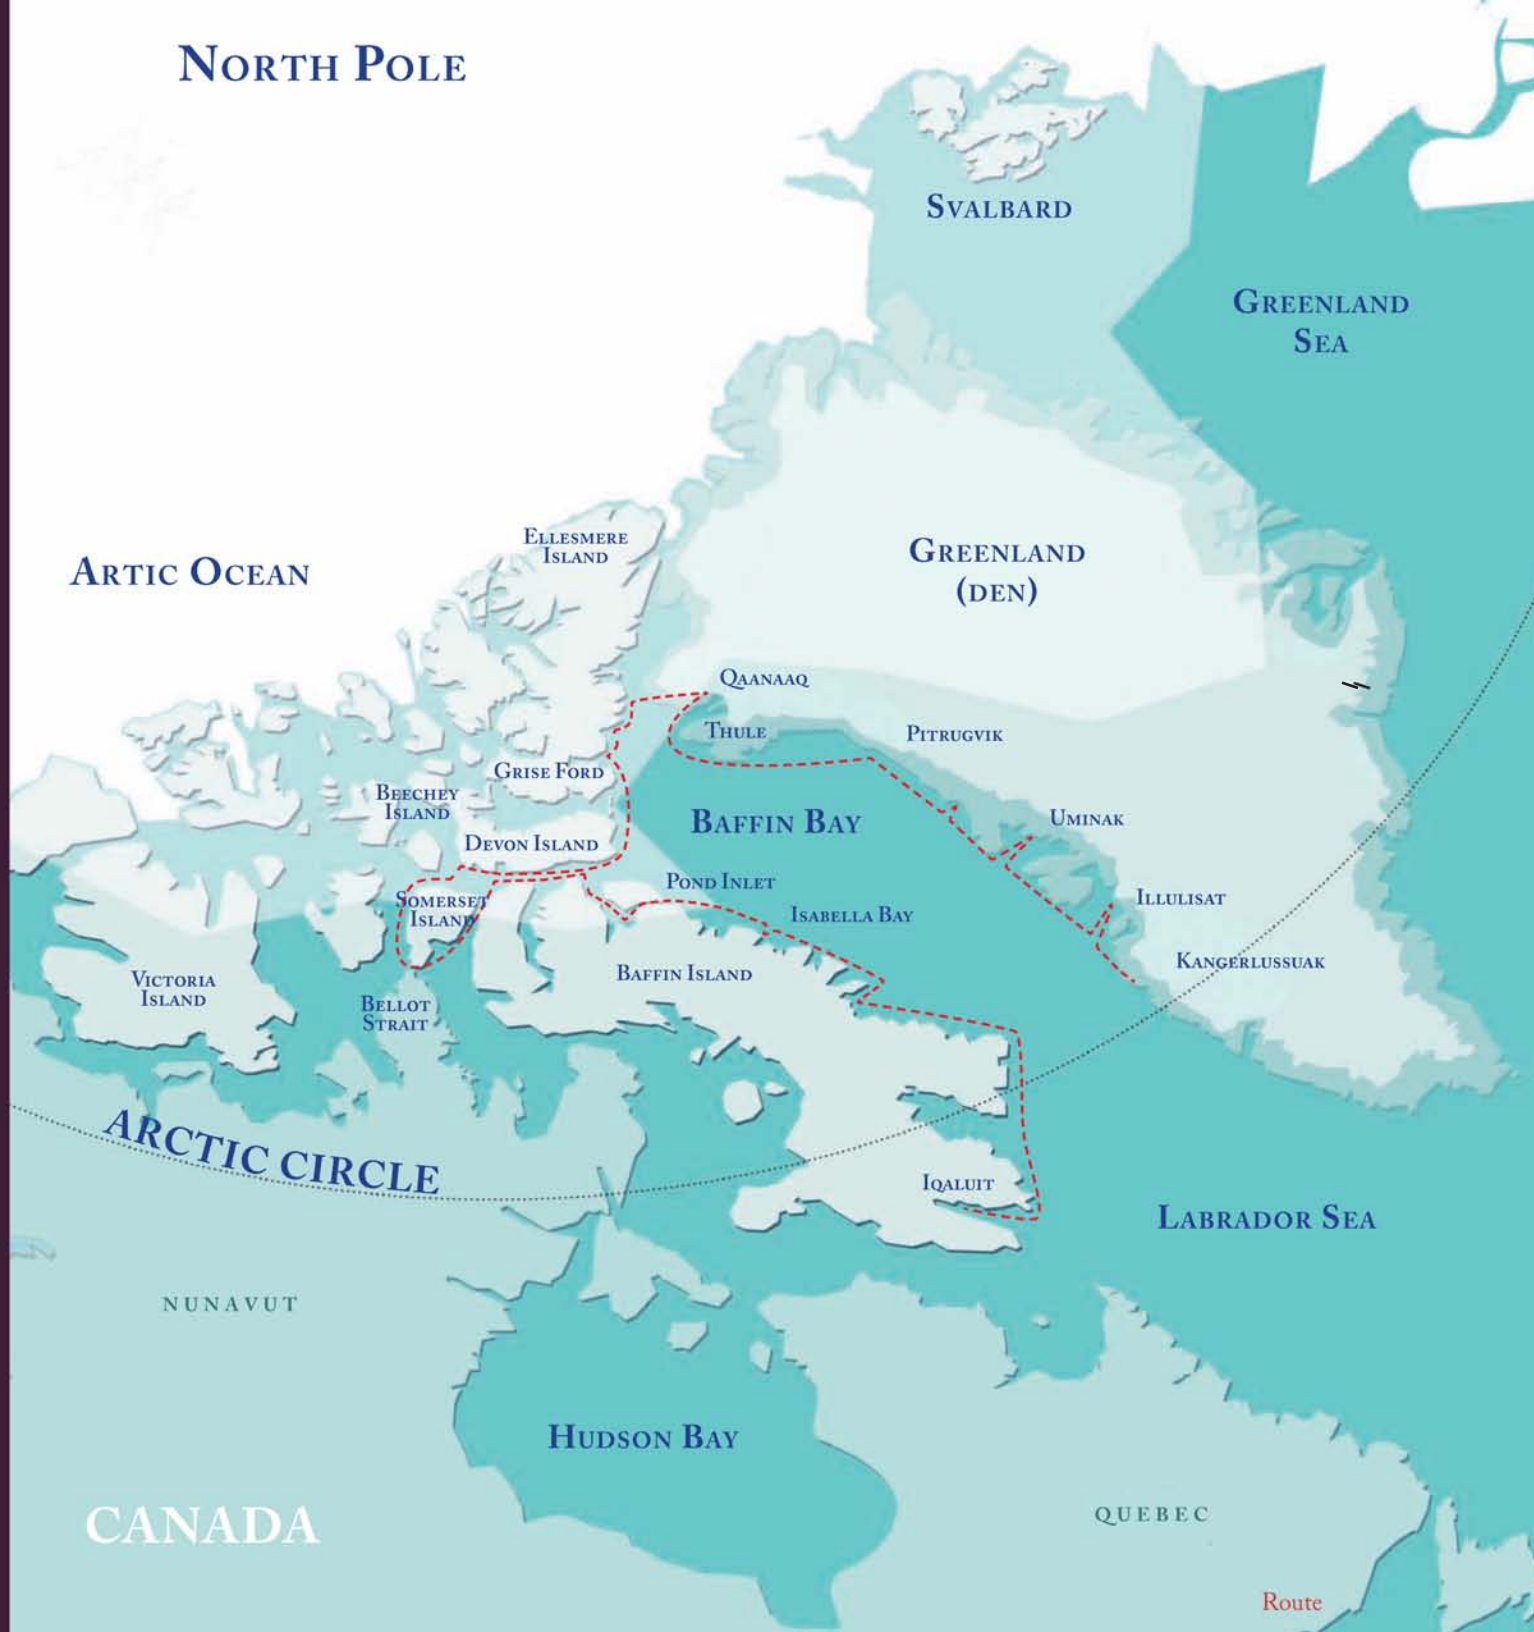 NORTH POLE
SVALBARD
GREENLAND
SEA
ELLESMERE
ISLAND
ARTIC OCEAN
GREENLAND
(DEN)
QAANAAQ
THULE
PITRUGVIK
GRISE FORD
BEECHEY
ISLAND
BAFFIN BAY
UMINAK
DEVON ISLAND
POND INLET
SOMERSET
ISLAND
ISABELLA BAY
ILLULISAT
KANGERLUSSUAK
VICTORIA
ISLAND
BAFFIN ISLAND
BELLOT
STRAIT
ARCTIC CIRCLE
IQALUIT
LABRADOR SEA
NUNAVUT
HUDSON BAY
CANADA
QUEBEC
Route